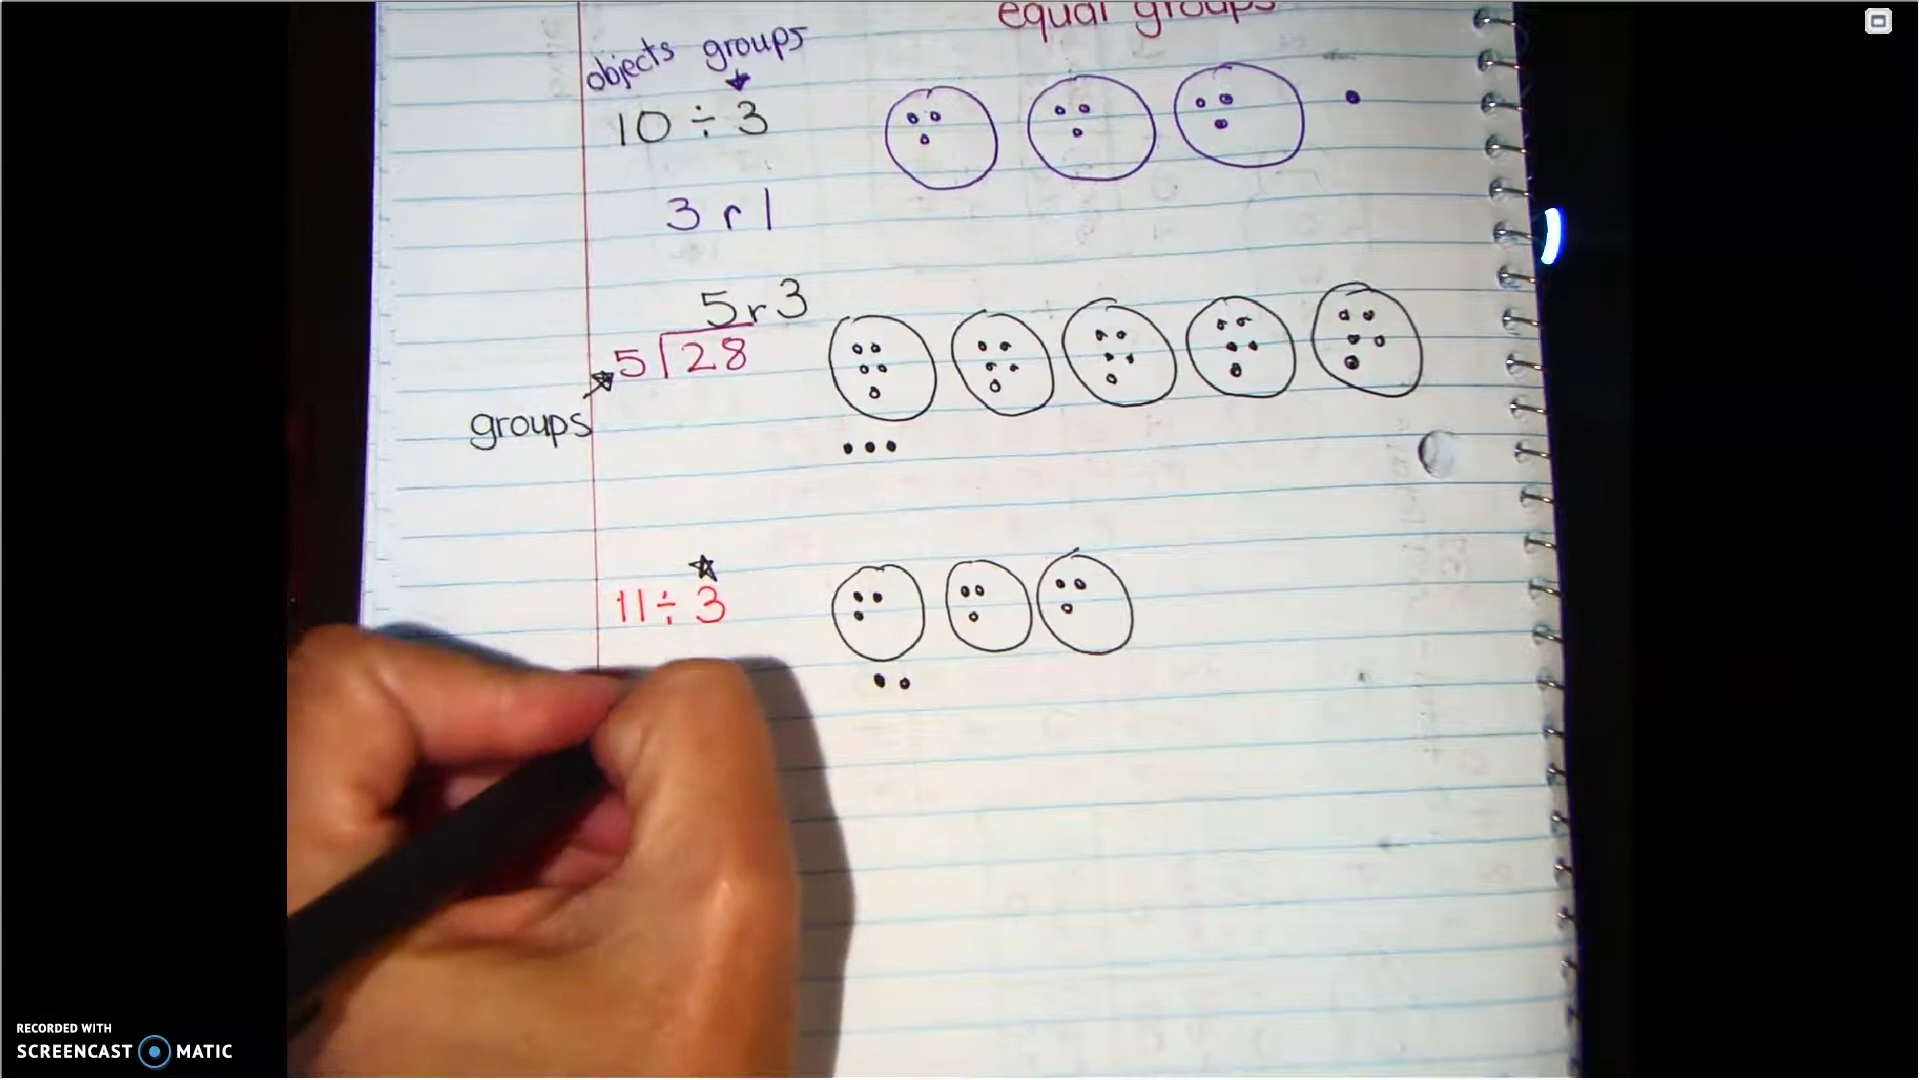 equal groups
objects groups
10 ÷ 3
3 r 1
5 r 3
5 28
groups
11 ÷ 3
RECORDED WITH
SCREENCAST MATIC